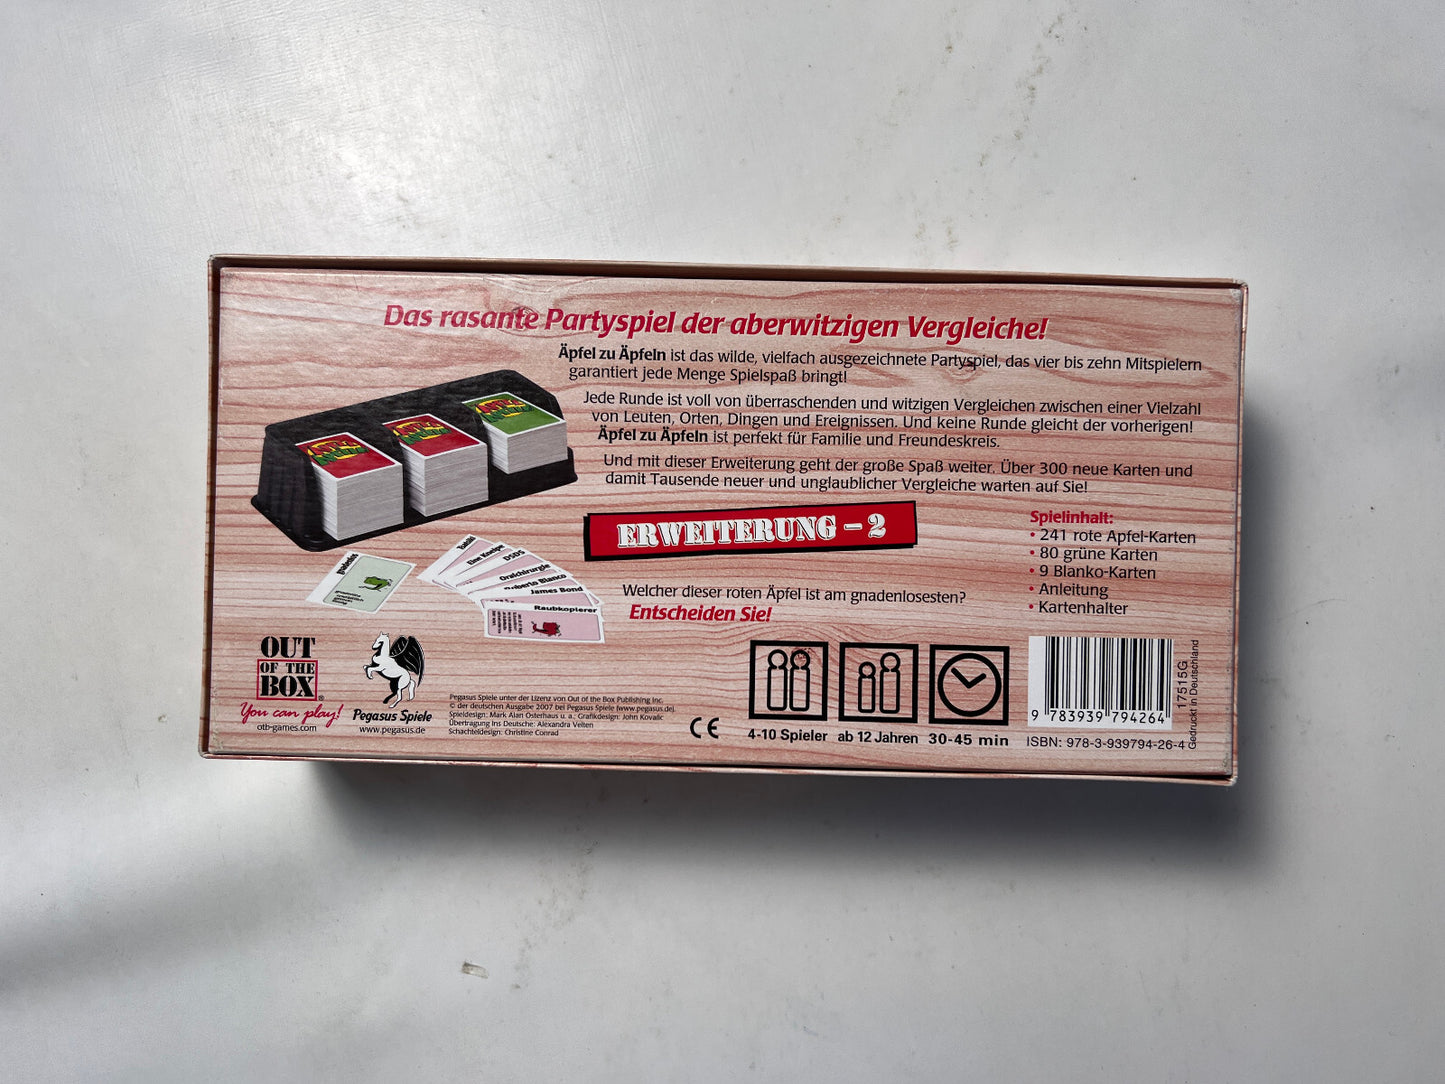 Das rasante Partyspiel der aberwitzigen Vergleiche!
Äpfel zu Äpfeln ist das wilde, vielfach ausgezeichnete Partyspiel, das vier bis zehn Mitspielern
garantiert jede Menge Spielspaß bringt!
Jede Runde ist voll von überraschenden und witzigen Vergleichen zwischen einer Vielzahl
von Leuten, Orten, Dingen und Ereignissen. Und keine Runde gleicht der vorherigen!
Äpfel zu Äpfeln ist perfekt für Familie und Freundeskreis.
Und mit dieser Erweiterung geht der große Spaß weiter. Über 300 neue Karten und
damit Tausende neuer und unglaublicher Vergleiche warten auf Sie!
ERWEITERUNG – 2
Spielinhalt:
• 241 rote Apfel-Karten
• 80 grüne Karten
• 9 Blanko-Karten
• Anleitung
• Kartenhalter
gnadenlos
Eine Kneipe
DSDS
Oralchirurgie
Roberto Blanco
James Bond
Raubkopierer
Welcher dieser roten Äpfel ist am gnadenlosesten?
Entscheiden Sie!
OUT
OF THE
BOX
You can play!
otb-games.com
Pegasus Spiele
www.pegasus.de
Pegasus Spiele unter der Lizenz von Out of the Box Publishing Inc.
© der deutschen Ausgabe 2007 bei Pegasus Spiele (www.pegasus.de).
Spieldesign: Mark Alan Osterhaus u. a.; Grafikdesign: John Kovalic
Übertragung ins Deutsche: Alexandra Velten
Schachteldesign: Christine Conrad
CE
4-10 Spieler
ab 12 Jahren
30-45 min
9 783939 794264
ISBN: 978-3-939794-26-4
17515G
Gedruckt in Deutschland